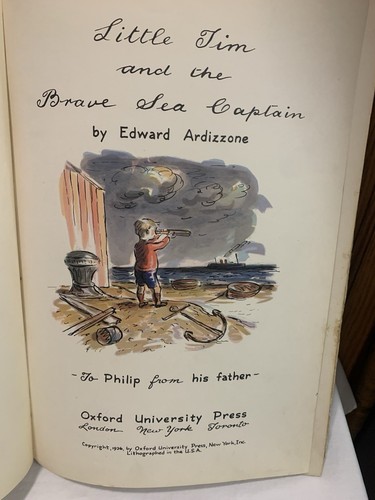 Little Tim
and the
Brave Sea Captain
by Edward Ardizzone
-To Philip from his father-
Oxford University Press
London New York Toronto
Copyright, 1936, by Oxford University Press, New York, Inc.
Lithographed in the U.S.A.